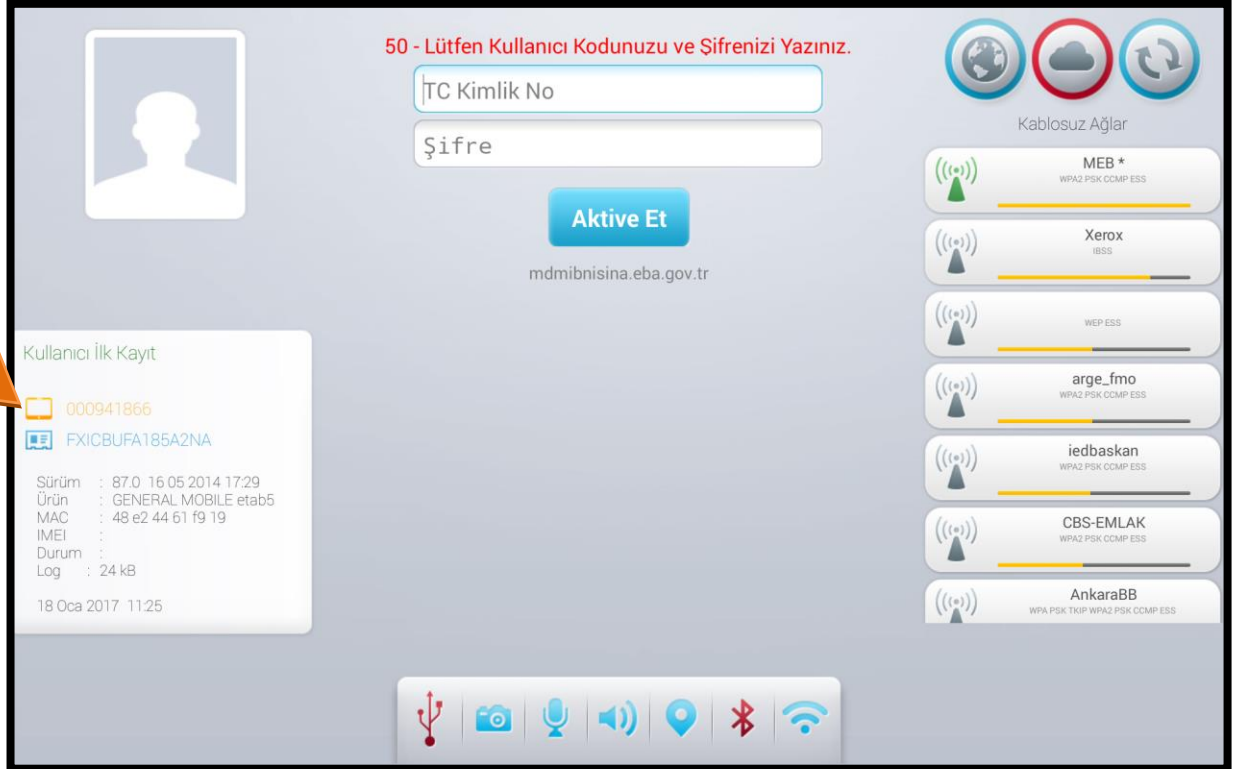 50 - Lütfen Kullanıcı Kodunuzu ve Şifrenizi Yazınız.
TC Kimlik No
Şifre
Aktive Et
mdmibnisina.eba.gov.tr
Kullanıcı İlk Kayıt
000941866
FXICBUFA185A2NA
Sürüm : 87.0 16 05 2014 17:29
Ürün : GENERAL MOBILE etab5
MAC : 48 e2 44 61 f9 19
IMEI :
Durum :
Log : 24 kB
18 Oca 2017 11:25
Kablosuz Ağlar
MEB *
WPA2 PSK CCMP ESS
Xerox
IBSS
WEP ESS
arge_fmo
WPA2 PSK CCMP ESS
iedbaskan
WPA2 PSK CCMP ESS
CBS-EMLAK
WPA2 PSK CCMP ESS
AnkaraBB
WPA PSK TKIP WPA2 PSK CCMP ESS